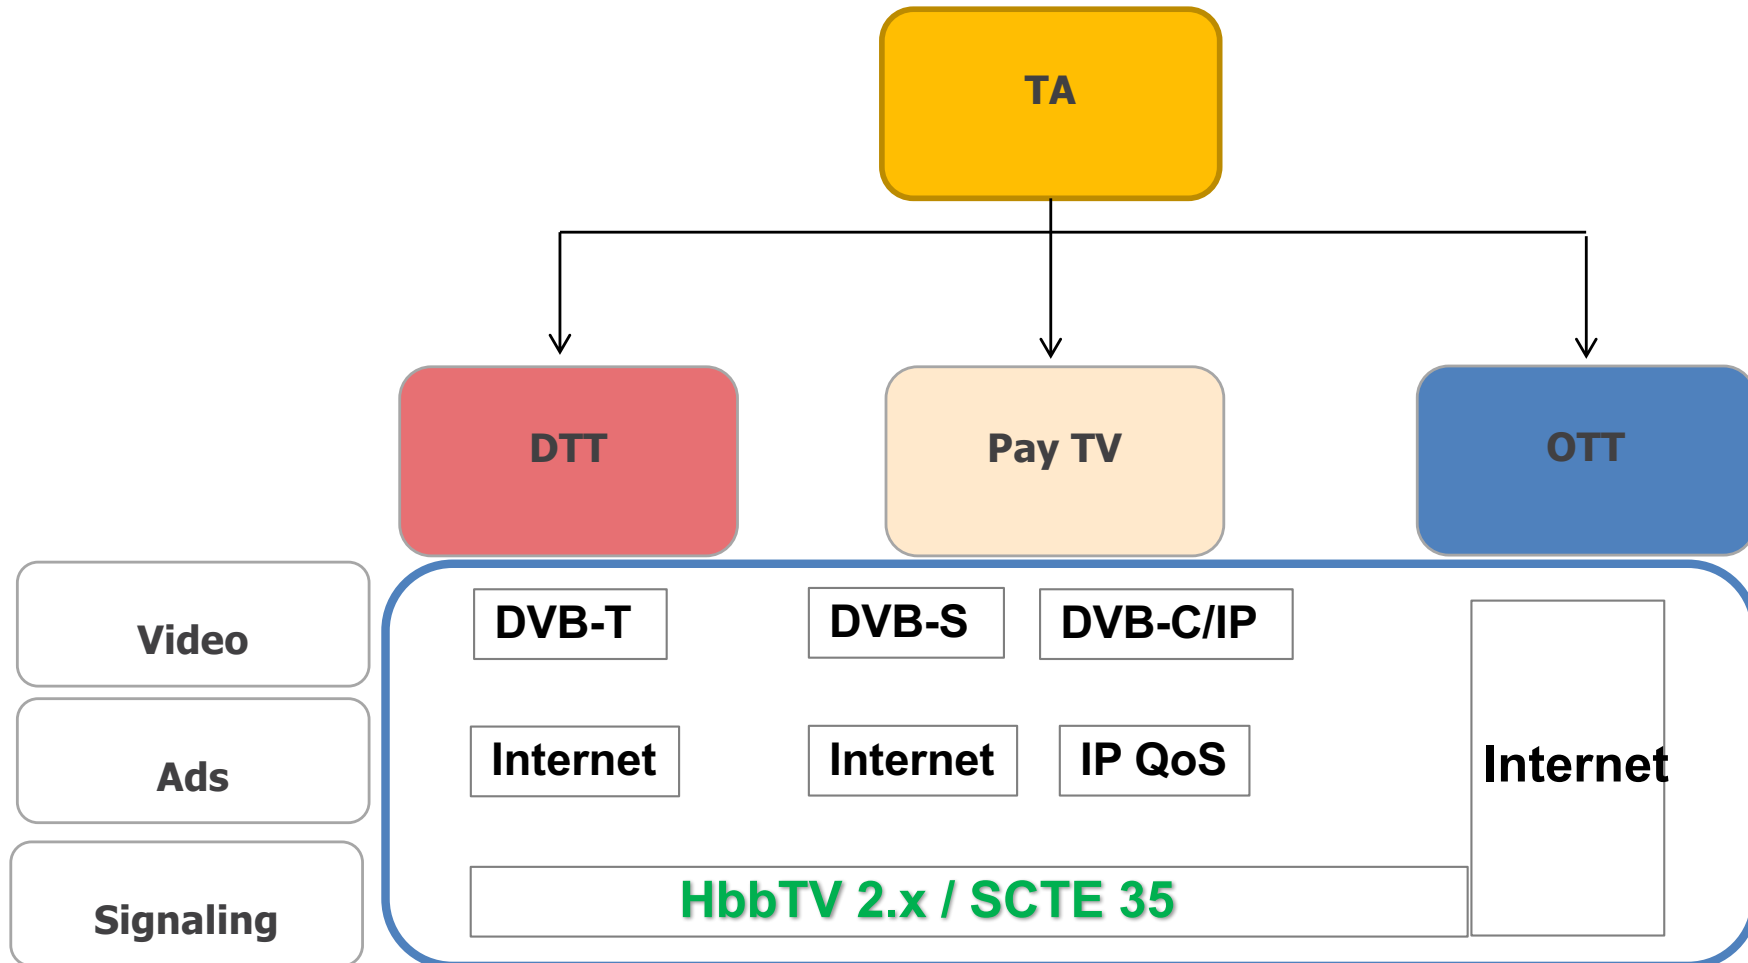 TA
DTT
Pay TV
OTT
Video
DVB-T
DVB-S
DVB-C/IP
Ads
Internet
Internet
IP QoS
Internet
Signaling
HbbTV 2.x / SCTE 35